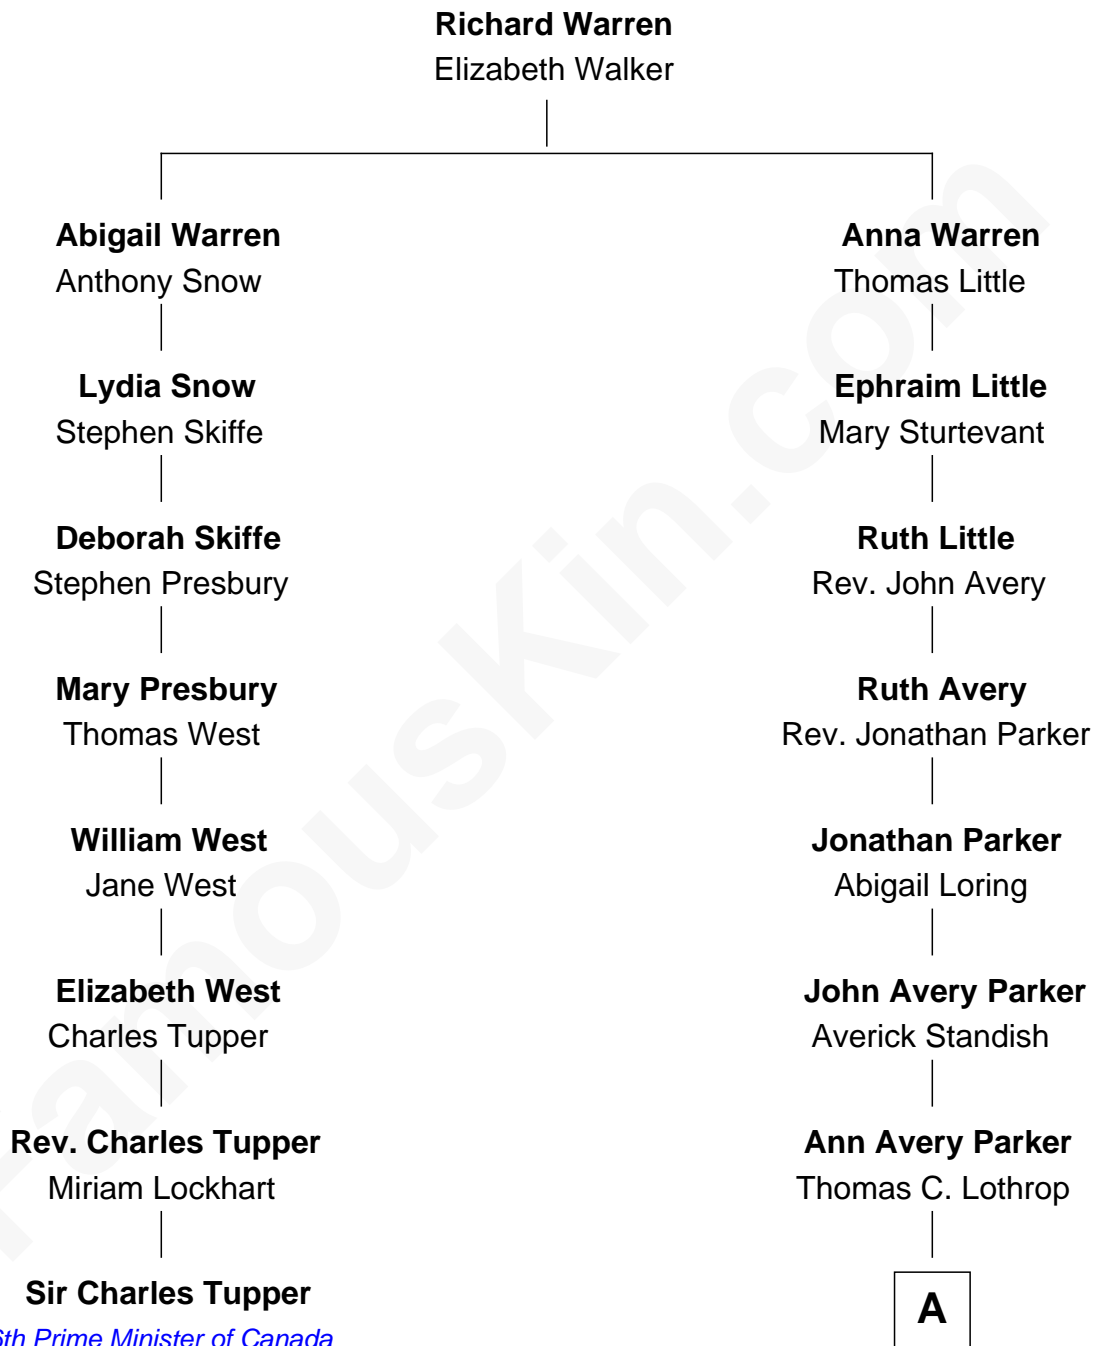 Richard Warren
Elizabeth Walker
Abigail Warren
Anthony Snow
Anna Warren
Thomas Little
Lydia Snow
Stephen Skiffe
Ephraim Little
Mary Sturtevant
Deborah Skiffe
Stephen Presbury
Ruth Little
Rev. John Avery
Mary Presbury
Thomas West
Ruth Avery
Rev. Jonathan Parker
William West
Jane West
Jonathan Parker
Abigail Loring
Elizabeth West
Charles Tupper
John Avery Parker
Averick Standish
Rev. Charles Tupper
Miriam Lockhart
Ann Avery Parker
Thomas C. Lothrop
Sir Charles Tupper
6th Prime Minister of Canada
A
FamousKin.com